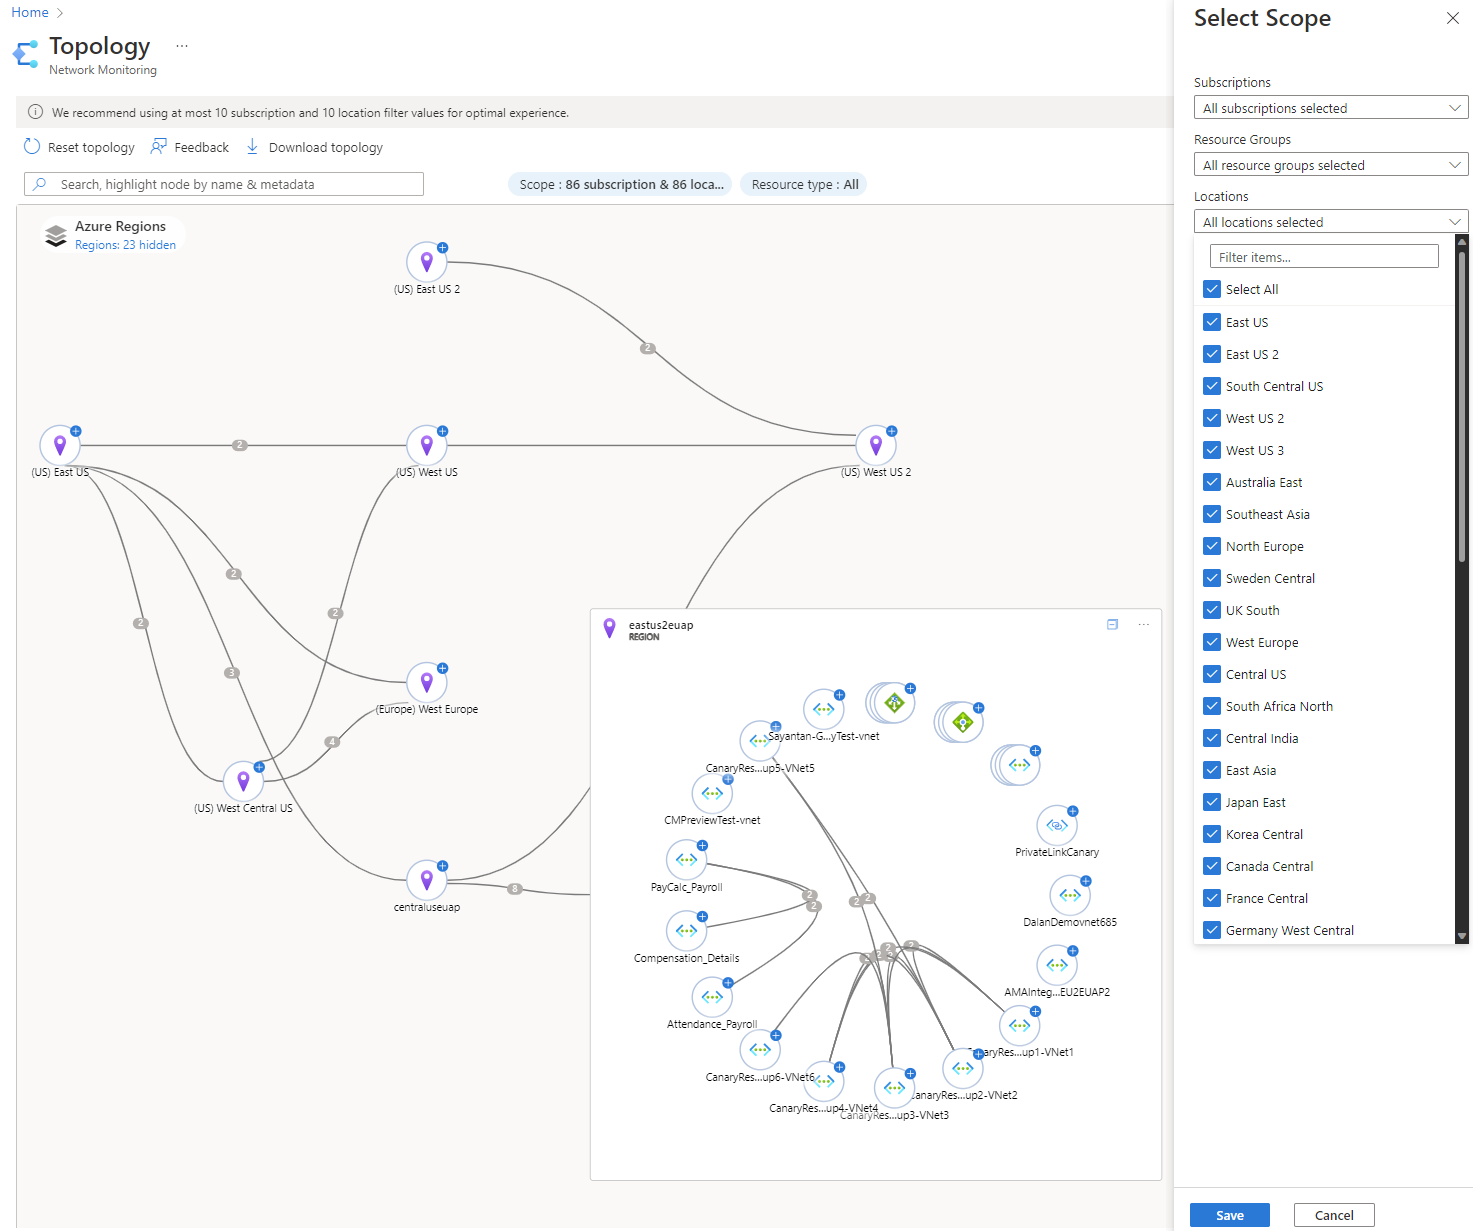 Home
Topology
...
Network Monitoring
We recommend using at most 10 subscription and 10 location filter values for optimal experience.
Reset topology
Feedback
Download topology
Search, highlight node by name & metadata
Scope : 86 subscription & 86 loca...
Resource type : All
Azure Regions
Regions: 23 hidden
(US) East US 2
2
(US) East US
2
(US) West US
(US) West US 2
2
2
2
3
(Europe) West Europe
4
(US) West Central US
centraluseuap
8
eastus2euap
REGION
...
Sayantan-G...yTest-vnet
CanaryRes...up5-VNet5
CMPreviewTest-vnet
PrivateLinkCanary
PayCalc_Payroll
2
2
2
2
DalanDemovnet685
Compensation_Details
2
2
2
2
2
AMAInteg...EU2EUAP2
Attendance_Payroll
CanaryRes...up1-VNet1
CanaryRes...up6-VNet6
CanaryRes...up2-VNet2
CanaryRes...up4-VNet4
CanaryRes...up3-VNet3
Select Scope
Subscriptions
All subscriptions selected
Resource Groups
All resource groups selected
Locations
All locations selected
Filter items...
Select All
East US
East US 2
South Central US
West US 2
West US 3
Australia East
Southeast Asia
North Europe
Sweden Central
UK South
West Europe
Central US
South Africa North
Central India
East Asia
Japan East
Korea Central
Canada Central
France Central
Germany West Central
Save
Cancel